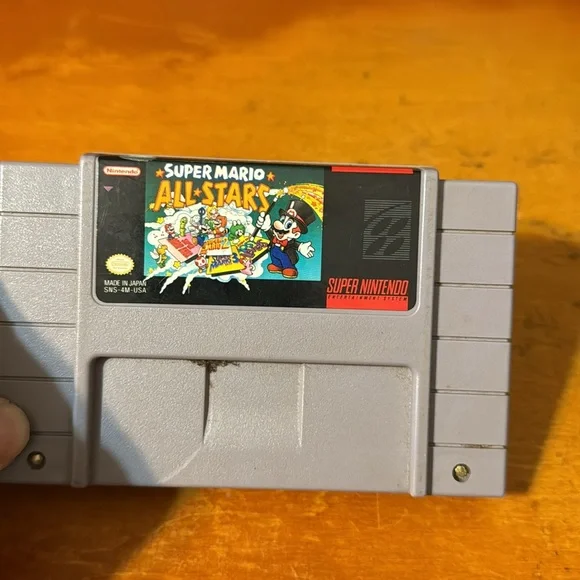 Nintendo
SUPER MARIO
ALL★STARS
MADE IN JAPAN
SNS-4M-USA
SUPER NINTENDO
ENTERTAINMENT SYSTEM